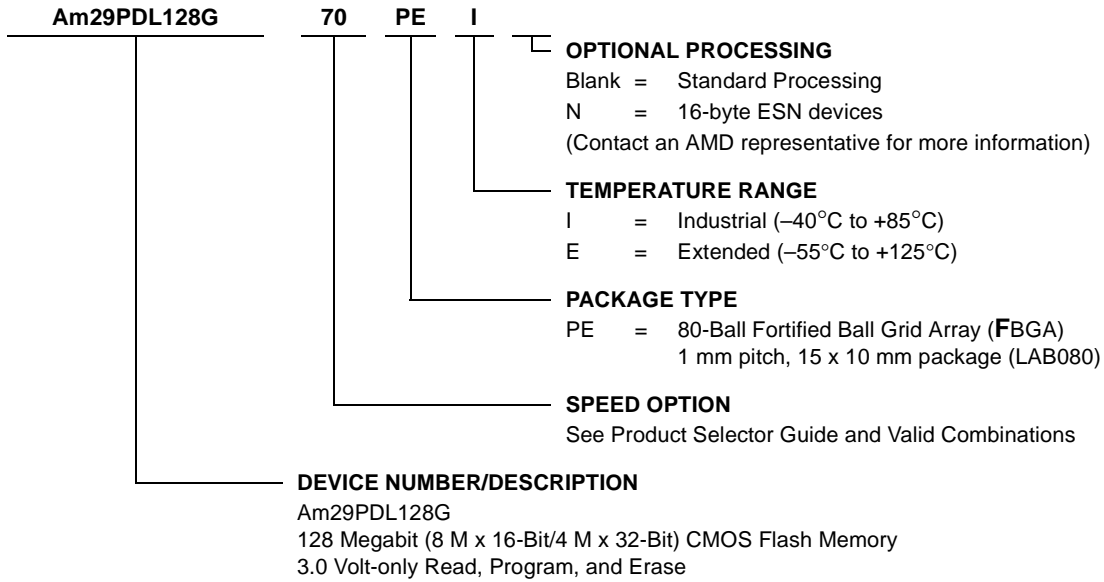 Am29PDL128G 70 PE I
OPTIONAL PROCESSING
Blank = Standard Processing
N = 16-byte ESN devices
(Contact an AMD representative for more information)
TEMPERATURE RANGE
I = Industrial (–40°C to +85°C)
E = Extended (–55°C to +125°C)
PACKAGE TYPE
PE = 80-Ball Fortified Ball Grid Array (FBGA)
1 mm pitch, 15 x 10 mm package (LAB080)
SPEED OPTION
See Product Selector Guide and Valid Combinations
DEVICE NUMBER/DESCRIPTION
Am29PDL128G
128 Megabit (8 M x 16-Bit/4 M x 32-Bit) CMOS Flash Memory
3.0 Volt-only Read, Program, and Erase